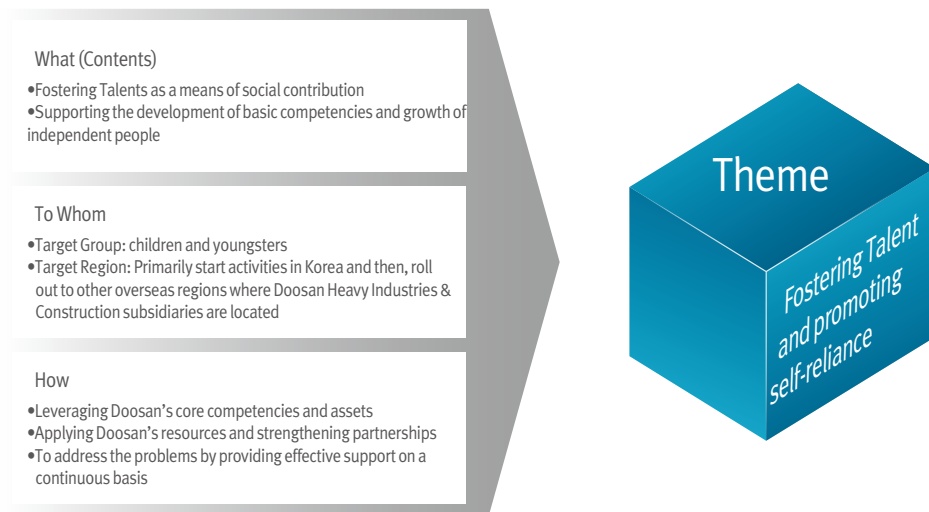 What (Contents)
•Fostering Talents as a means of social contribution
•Supporting the development of basic competencies and growth of
independent people
To Whom
•Target Group: children and youngsters
•Target Region: Primarily start activities in Korea and then, roll
out to other overseas regions where Doosan Heavy Industries &
Construction subsidiaries are located
How
•Leveraging Doosan’s core competencies and assets
•Applying Doosan’s resources and strengthening partnerships
•To address the problems by providing effective support on a
continuous basis
Theme
Fostering Talent
and promoting
self-reliance